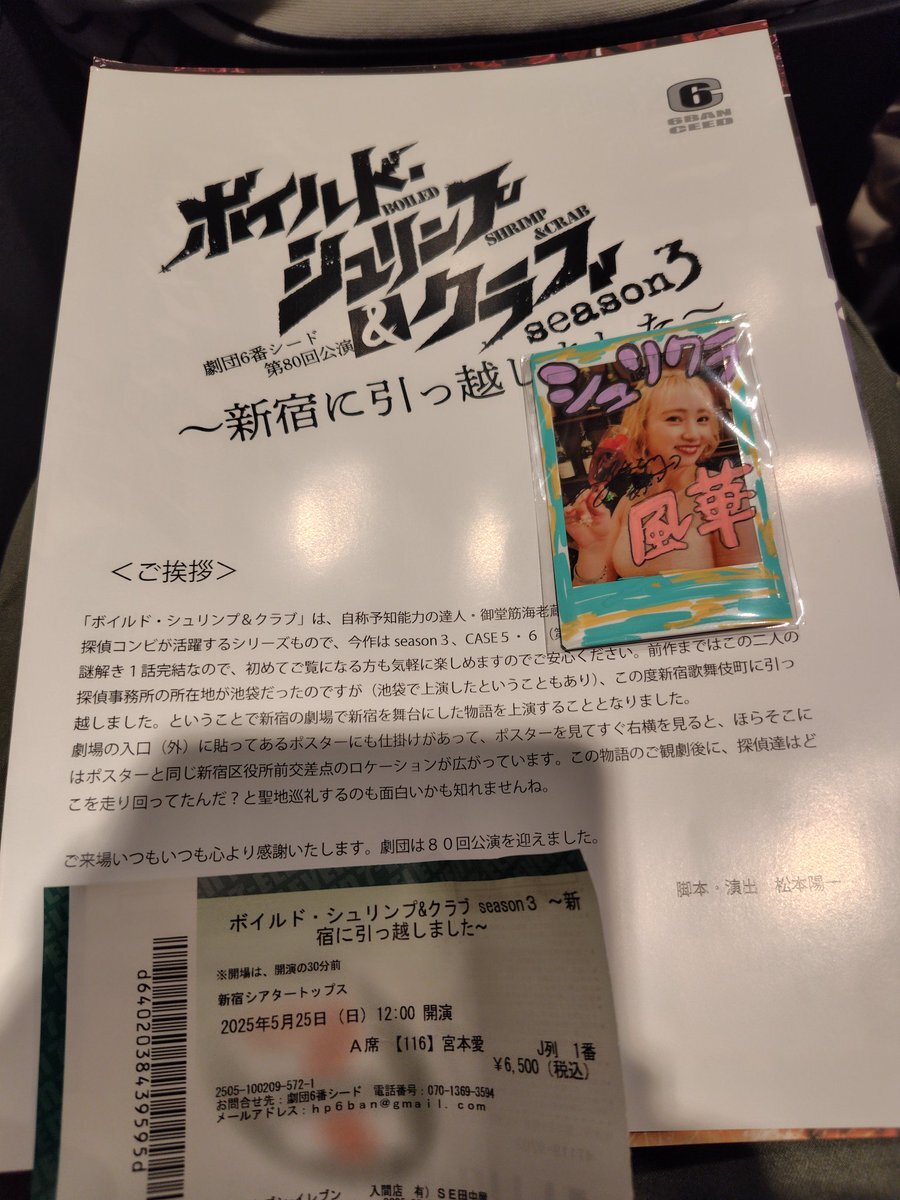 6
6BAN
CEED
ボイルド・
BOILED
シュリンプ
SHRIMP
&クラブ
&CRAB
season3
劇団6番シード
第80回公演
～新宿に引っ越しました～
シュリクラ
風華
＜ご挨拶＞
「ボイルド・シュリンプ＆クラブ」は、自称予知能力の達人・御堂筋海老蔵
探偵コンビが活躍するシリーズもので、今作は season３、CASE５・６
謎解き１話完結なので、初めてご覧になる方も気軽に楽しめますのでご安心ください。前作まではこの二人の
探偵事務所の所在地が池袋だったのですが（池袋で上演したということもあり）、この度新宿歌舞伎町に引っ
越しました。ということで新宿の劇場で新宿を舞台にした物語を上演することとなりました。
劇場の入口（外）に貼ってあるポスターにも仕掛けがあって、ポスターを見てすぐ右横を見ると、ほらそこに
はポスターと同じ新宿区役所前交差点のロケーションが広がっています。この物語のご観劇後に、探偵達はど
こを走り回ってたんだ？と聖地巡礼するのも面白いかも知れませんね。
ご来場いつもいつも心より感謝いたします。劇団は８０回公演を迎えました。
脚本・演出　松本陽一
ボイルド・シュリンプ&クラブ season３ ～新
宿に引っ越しました~
※開場は、開演の30分前
新宿シアタートップス
2025年5月25日（日）12:00 開演
Ａ席 【116】宮本愛
J列 1番
￥6,500（税込）
2505-100209-572-1
お問合せ先：劇団6番シード 電話番号：070-1369-3594
メールアドレス：hp6ban@gmail.com
d6402038439595d
入間店 有）ＳＥ田中屋